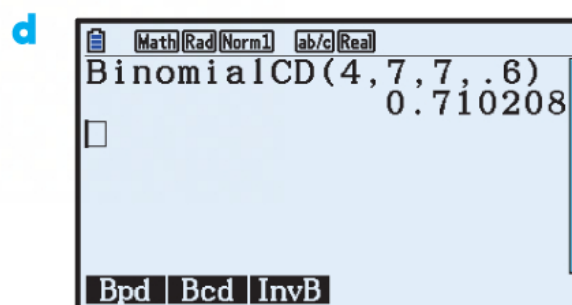 d
Math Rad Norm1 ab/c Real
BinomialCD(4,7,7,.6)
0.710208
Bpd Bcd InvB